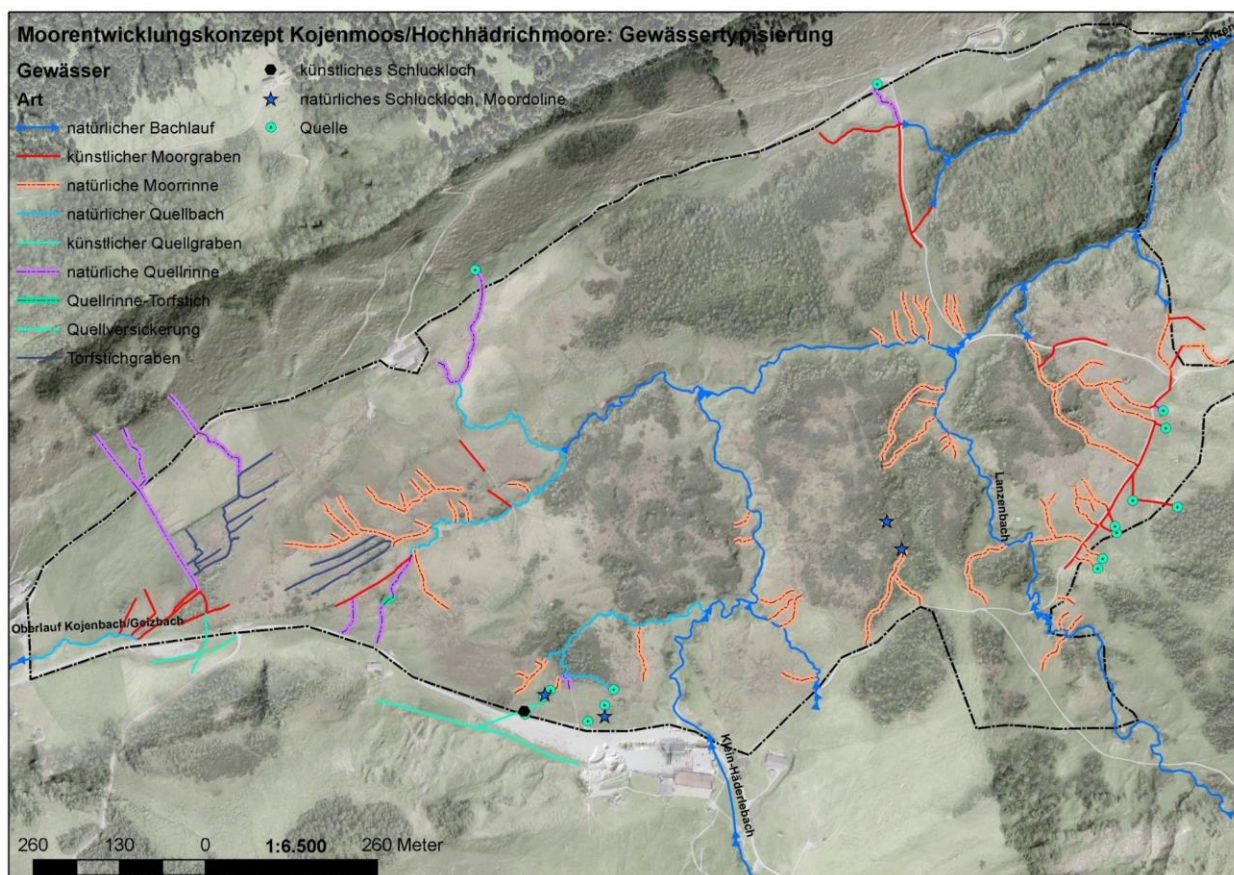 Moorentwicklungskonzept Kojenmoos/Hochhädrichmoore: Gewässertypisierung
Gewässer
Art
natürlicher Bachlauf
künstlicher Moorgraben
natürliche Moorrinne
natürlicher Quellbach
künstlicher Quellgraben
natürliche Quellrinne
Quellrinne-Torfstich
Quellversickerung
Torfstichgraben
künstliches Schluckloch
natürliches Schluckloch, Moordoline
Quelle
Lanzenbach
Oberlauf Kojenbach/Gelzbach
Klein-Häderlebach
260 130 0 1:6.500 260 Meter